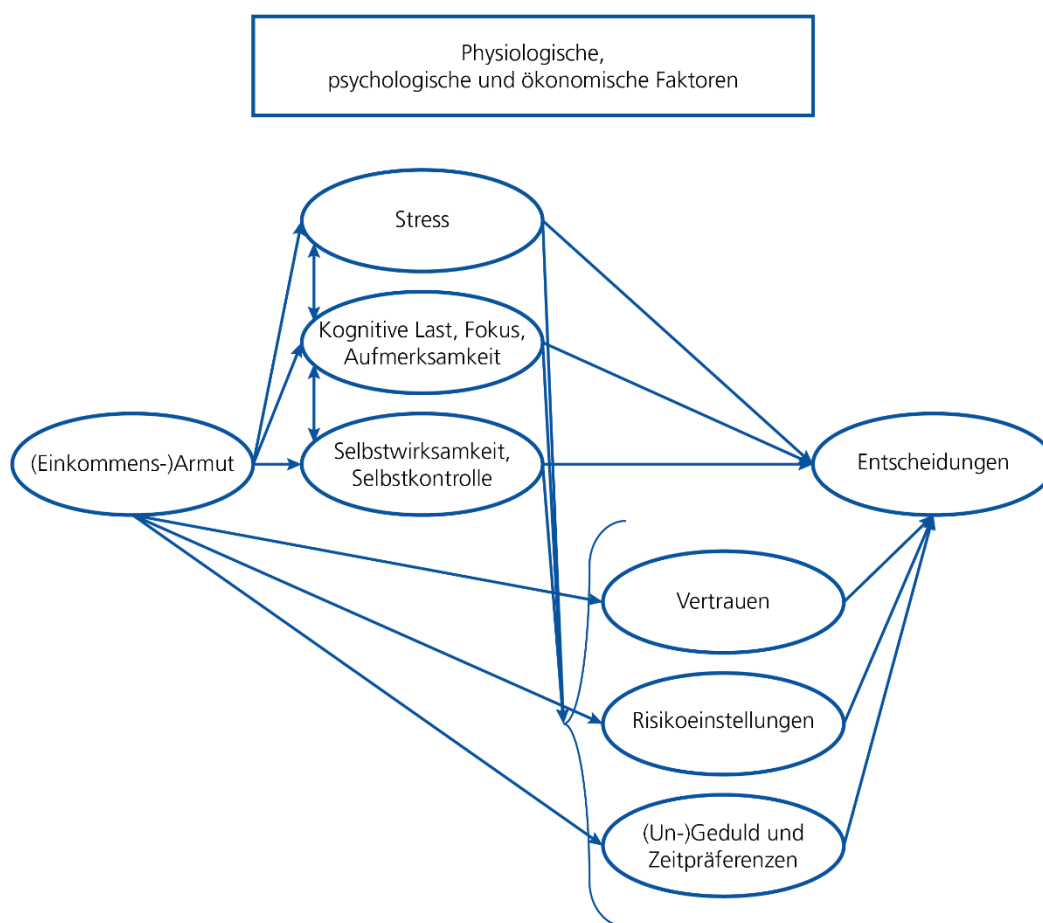 Physiologische,
psychologische und ökonomische Faktoren
Stress
Kognitive Last, Fokus,
Aufmerksamkeit
(Einkommens-)Armut
Selbstwirksamkeit,
Selbstkontrolle
Entscheidungen
Vertrauen
Risikoeinstellungen
(Un-)Geduld und
Zeitpräferenzen